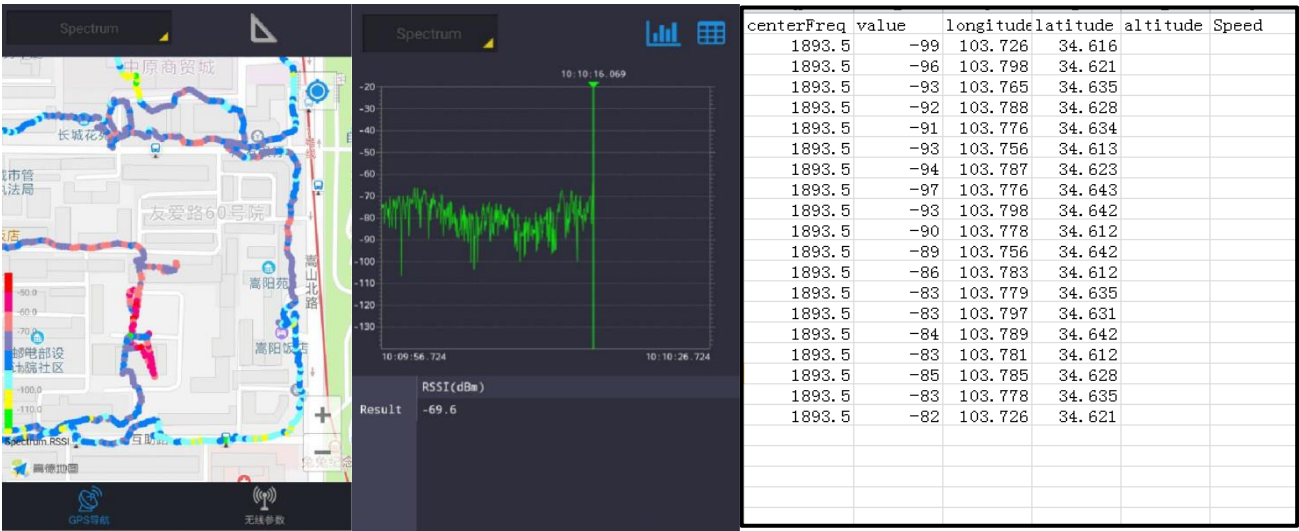 Spectrum
中原商贸城
长城花苑
城市管
执法局
友爱路60号院
饭店
嵩阳苑
嵩山北路
-50.0
-60.0
-70.0
邮电部设
计院社区
嵩阳饭店
-100.0
-110.0
Spectrum.RSSI
互助路
高德地图
+
GPS导航
无线参数
Spectrum
10:10:16.069
-20
-30
-40
-50
-60
-70
-80
-90
-100
-110
-120
-130
10:09:56.724 10:10:26.724
RSSI(dBm)
Result -69.6
centerFreq value longitude latitude altitude Speed
1893.5 -99 103.726 34.616
1893.5 -96 103.798 34.621
1893.5 -93 103.765 34.635
1893.5 -92 103.788 34.628
1893.5 -91 103.776 34.634
1893.5 -93 103.756 34.613
1893.5 -94 103.787 34.623
1893.5 -97 103.776 34.643
1893.5 -93 103.798 34.642
1893.5 -90 103.778 34.612
1893.5 -89 103.756 34.642
1893.5 -86 103.783 34.612
1893.5 -83 103.779 34.635
1893.5 -83 103.797 34.631
1893.5 -84 103.789 34.642
1893.5 -83 103.781 34.612
1893.5 -85 103.785 34.628
1893.5 -83 103.778 34.635
1893.5 -82 103.726 34.621